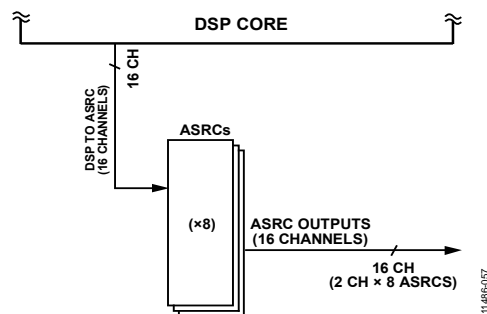 DSP CORE
16 CH
DSP TO ASRC
(16 CHANNELS)
ASRCs
(×8)
ASRC OUTPUTS
(16 CHANNELS)
16 CH
(2 CH × 8 ASRCS)
11486-057